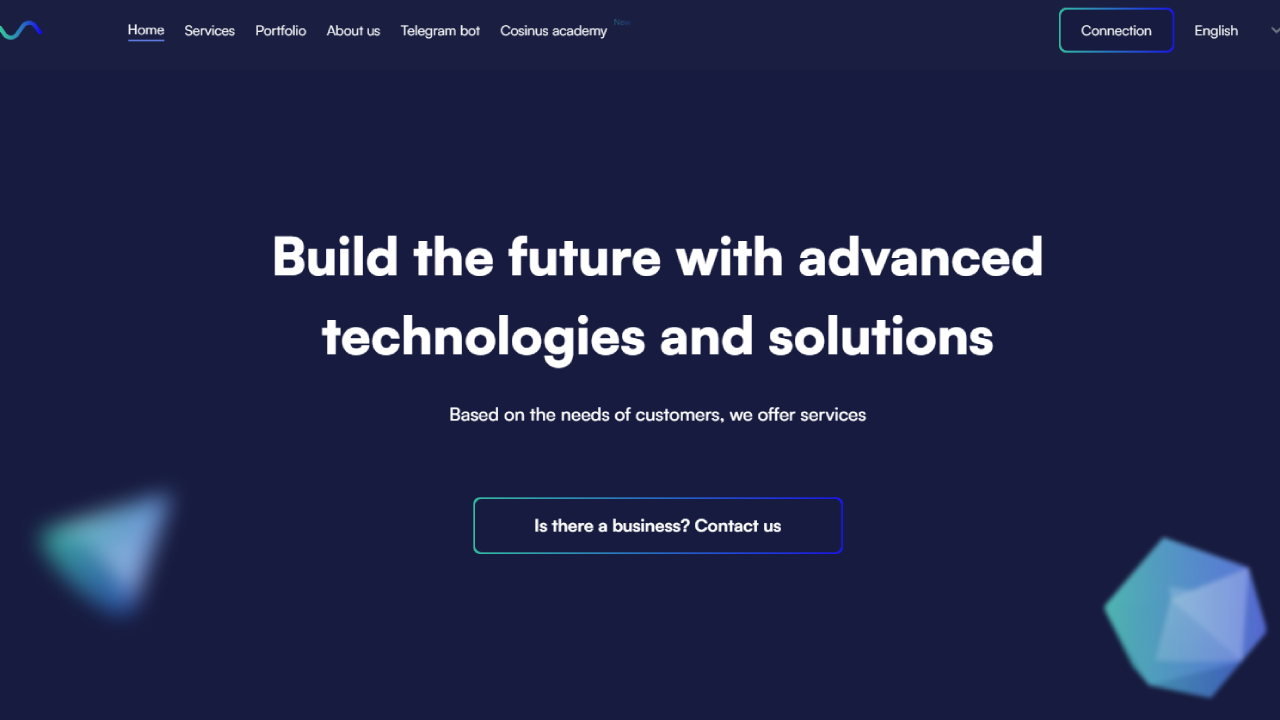 Home Services Portfolio About us Telegram bot Cosinus academy New Connection English
Build the future with advanced
technologies and solutions
Based on the needs of customers, we offer services
Is there a business? Contact us